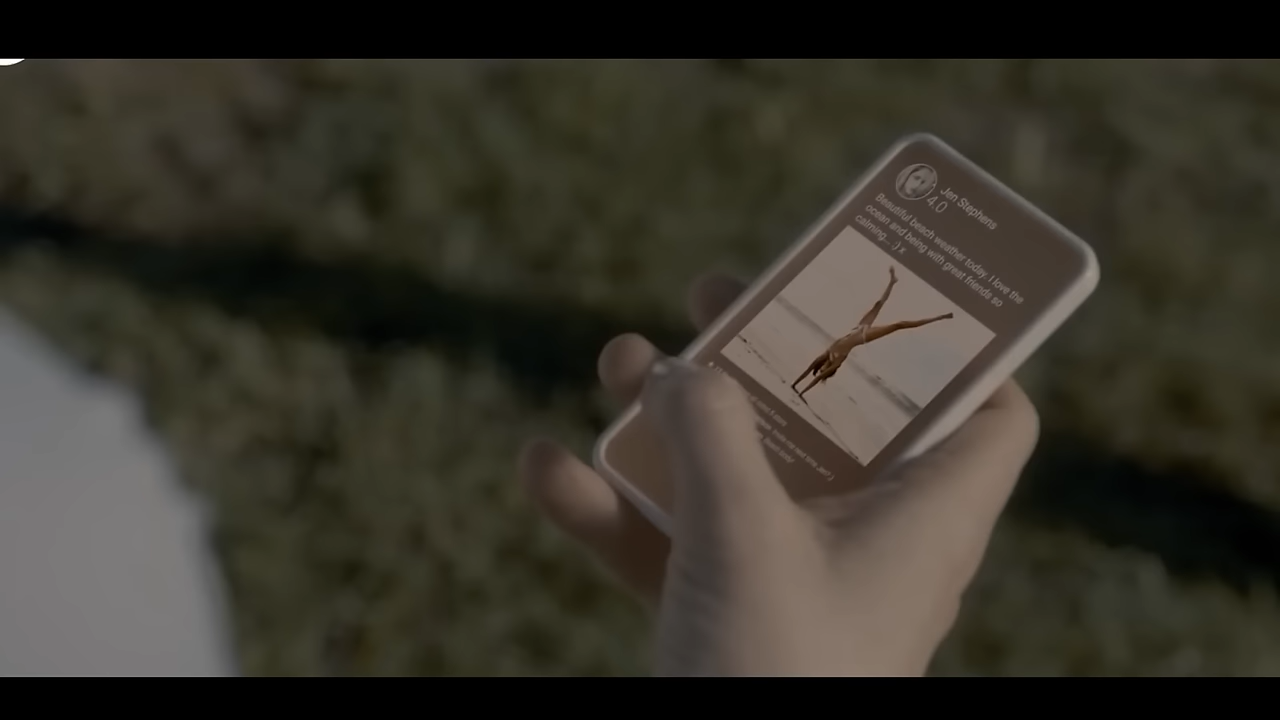 Jen Stephens
4.0
Beautiful beach weather today. I love the
ocean and being with great friends so
calming... :) x